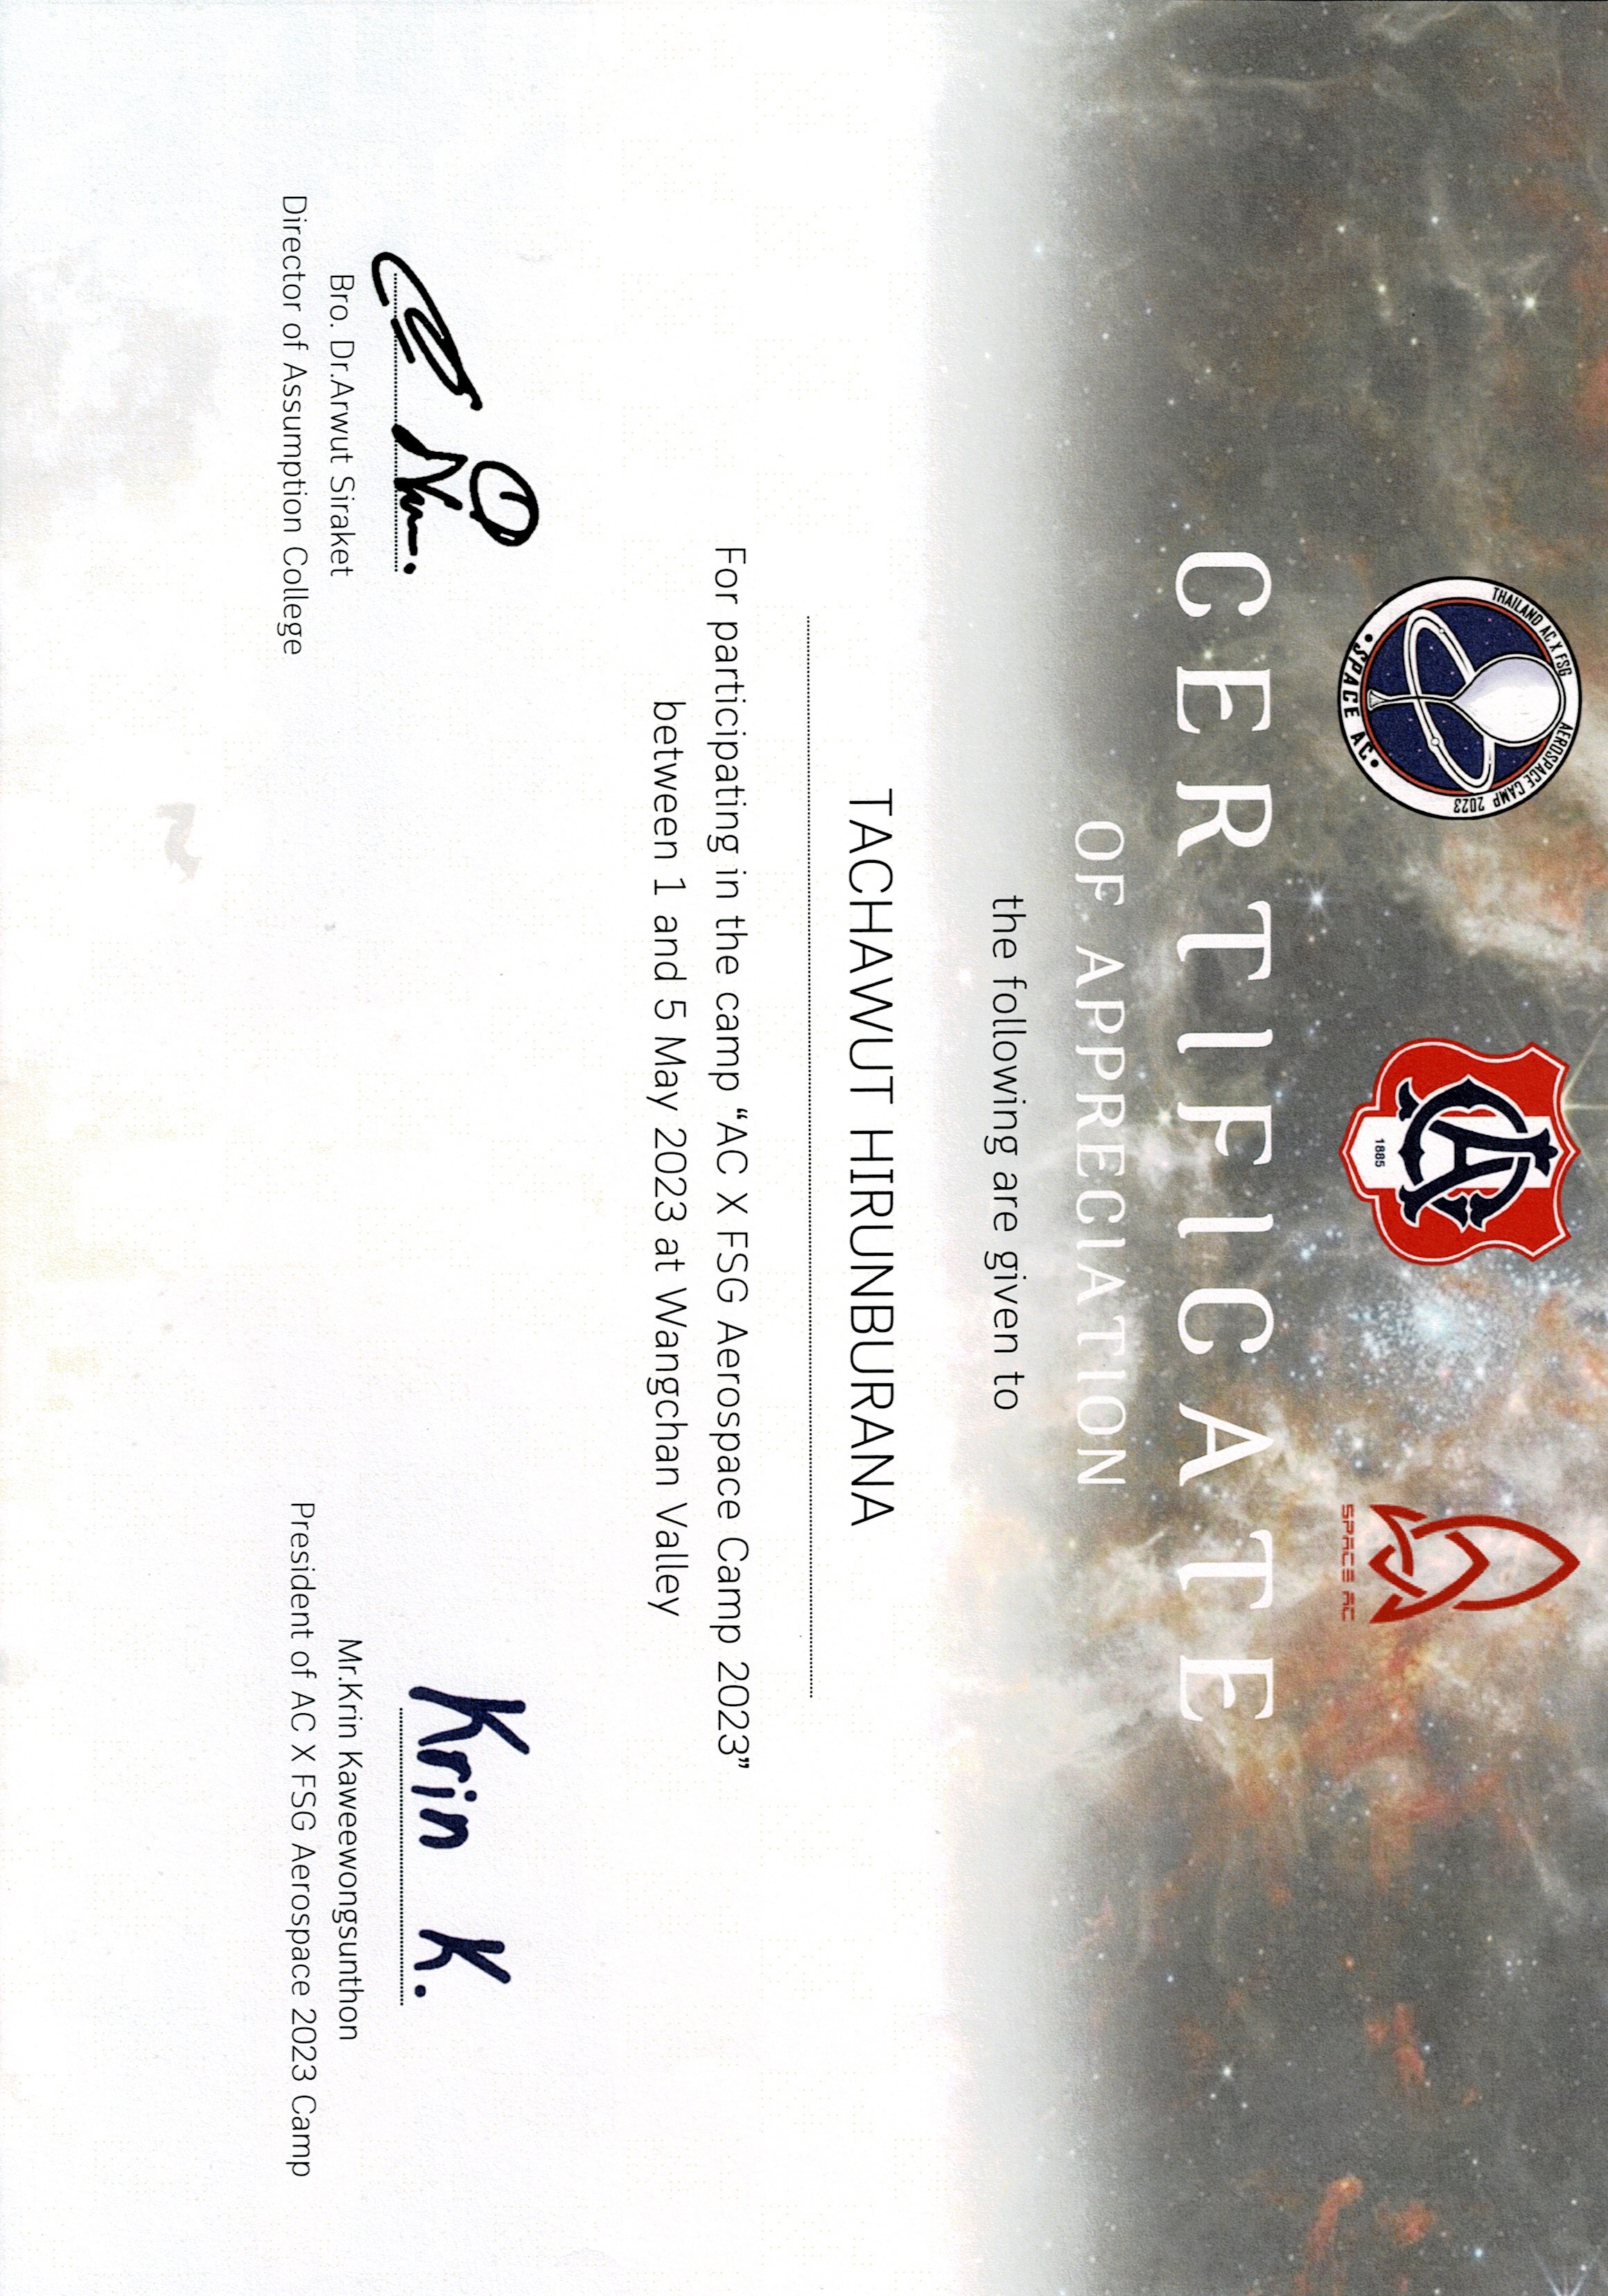 THAILAND AC X FSG AEROSPACE CAMP 2023
• SPACE AC •
AC
1885
SPACE AC
CERTIFICATE
OF APPRECIATION
the following are given to
TACHAWUT HIRUNBURANA
For participating in the camp “AC X FSG Aerospace Camp 2023”
between 1 and 5 May 2023 at Wangchan Valley
Krin K.
Bro. Dr.Arwut Siraket
Director of Assumption College
Mr.Krin Kaweewongsunthon
President of AC X FSG Aerospace 2023 Camp